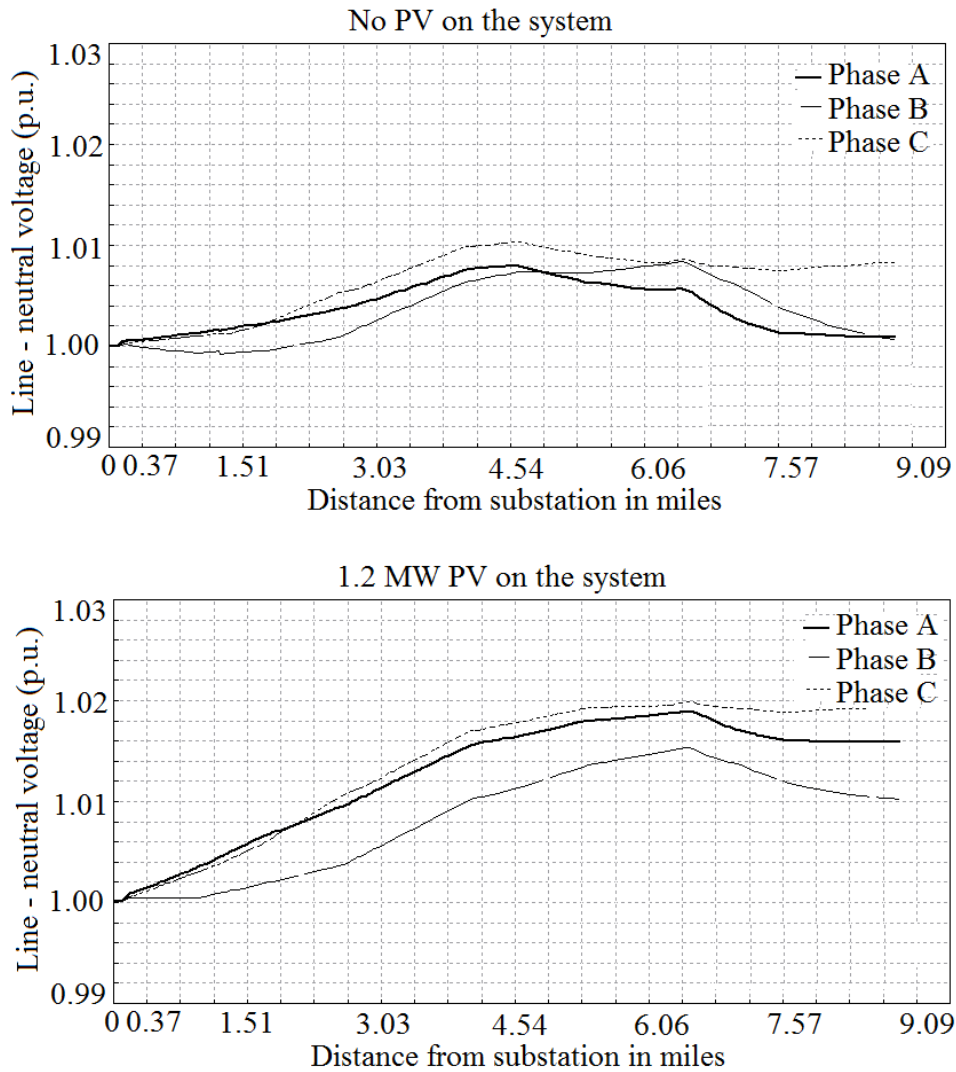 No PV on the system
Line - neutral voltage (p.u.)
1.03
1.02
1.01
1.00
0.99
Phase A
Phase B
Phase C
0 0.37 1.51 3.03 4.54 6.06 7.57 9.09
Distance from substation in miles
1.2 MW PV on the system
Line - neutral voltage (p.u.)
1.03
1.02
1.01
1.00
0.99
Phase A
Phase B
Phase C
0 0.37 1.51 3.03 4.54 6.06 7.57 9.09
Distance from substation in miles